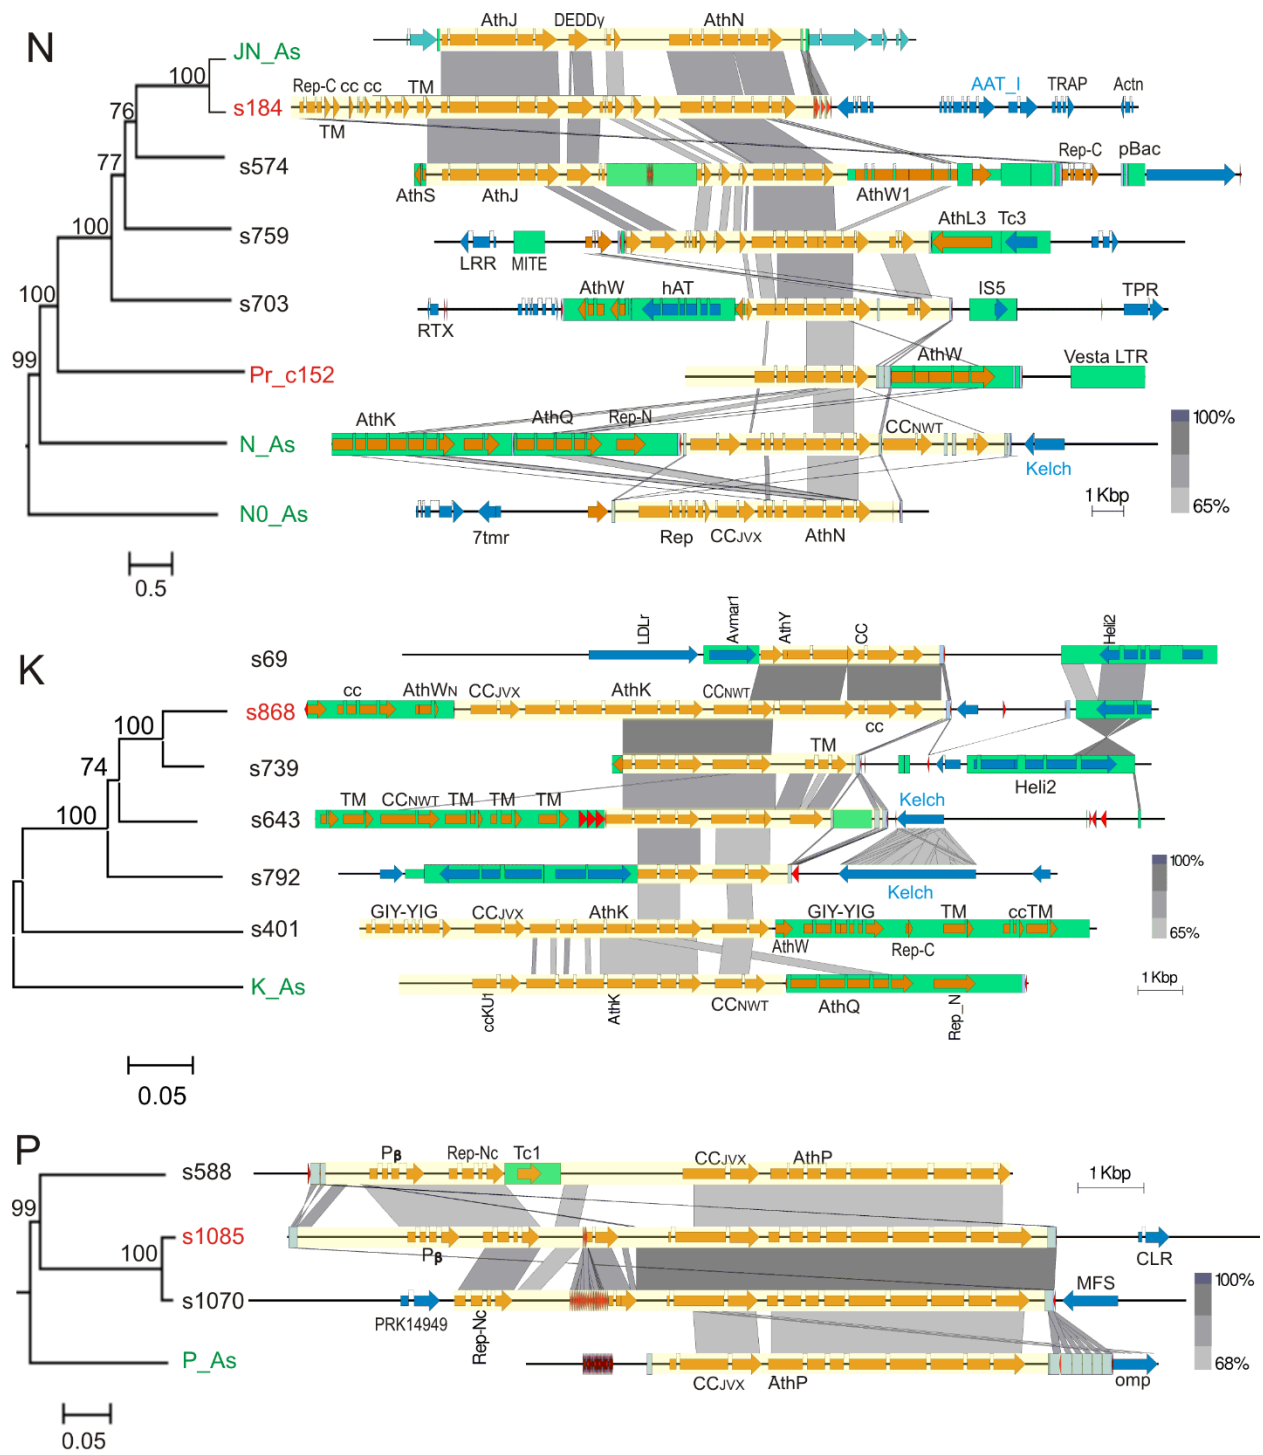 N
AthJ DEDDy AthN
JN_As
100
Rep-C cc cc TM
AAT_I TRAP Actn
s184
TM
76
s574
Rep-C pBac
77
AthS AthJ AthW1
AthL3 Tc3
100
s759
LRR MITE
100
s703
AthW hAT IS5 TPR
RTX
99
Pr_c152
AthW Vesta LTR
AthK AthQ Rep-N
CCNWT
100%
N_As
Kelch
1 Kbp
65%
N0_As
7tmr Rep CCJVX AthN
0.5
K
LDLr Avmar1 AthY CC Heli2
s69
cc AthWN CCJVX AthK CCNWT
s868
cc
100
74
s739
TM
Heli2
100
TM CCNWT TM TM TM
Kelch
s643
100%
s792
Kelch
65%
GIY-YIG CCJVX AthK GIY-YIG TM ccTM
s401
AthW Rep-C
K_As
1 Kbp
ccKU1 AthK CCNWT AthQ Rep_N
0.05
P
Pβ Rep-Nc Tc1 CCJVX AthP
s588
1 Kbp
99
s1085
Pβ
CLR
100
s1070
MFS
100%
PRK14949 Rep-Nc
P_As
68%
CCJVX AthP omp
0.05